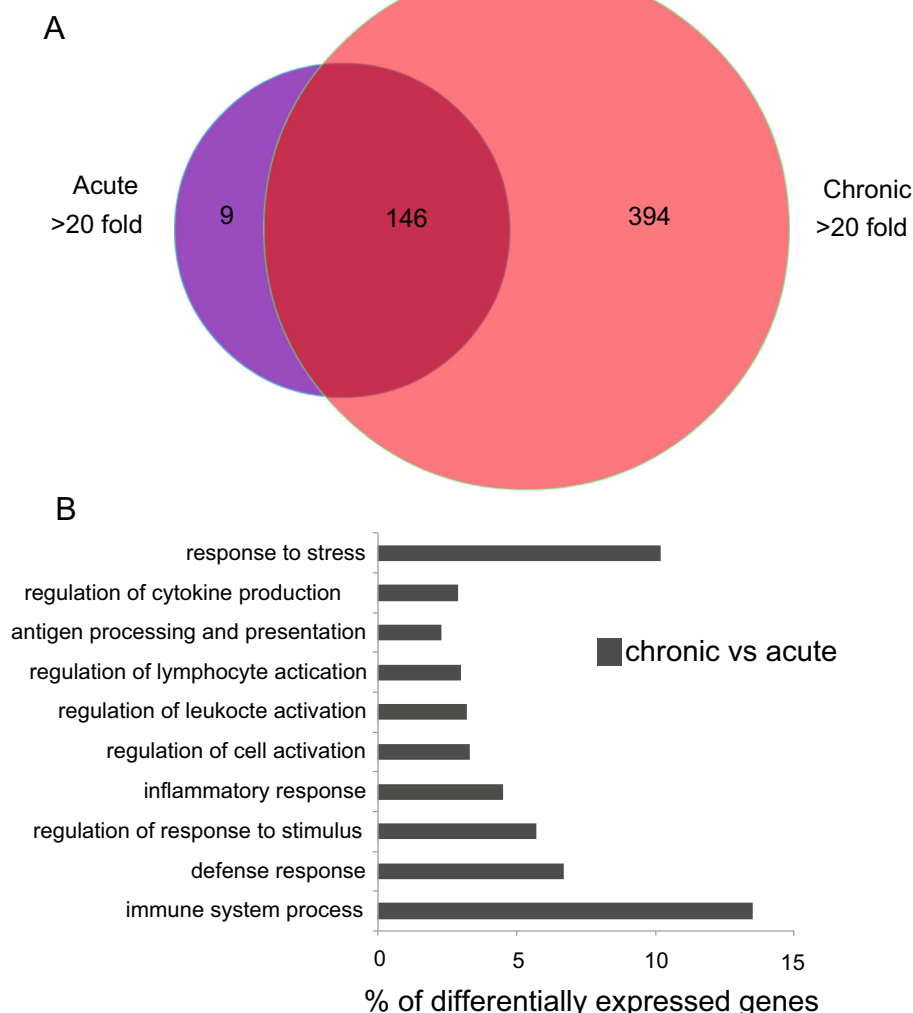 A
Acute
>20 fold
9
146
394
Chronic
>20 fold
B
response to stress
regulation of cytokine production
antigen processing and presentation
regulation of lymphocyte actication
regulation of leukocte activation
regulation of cell activation
inflammatory response
regulation of response to stimulus
defense response
immune system process
chronic vs acute
0 5 10 15
% of differentially expressed genes